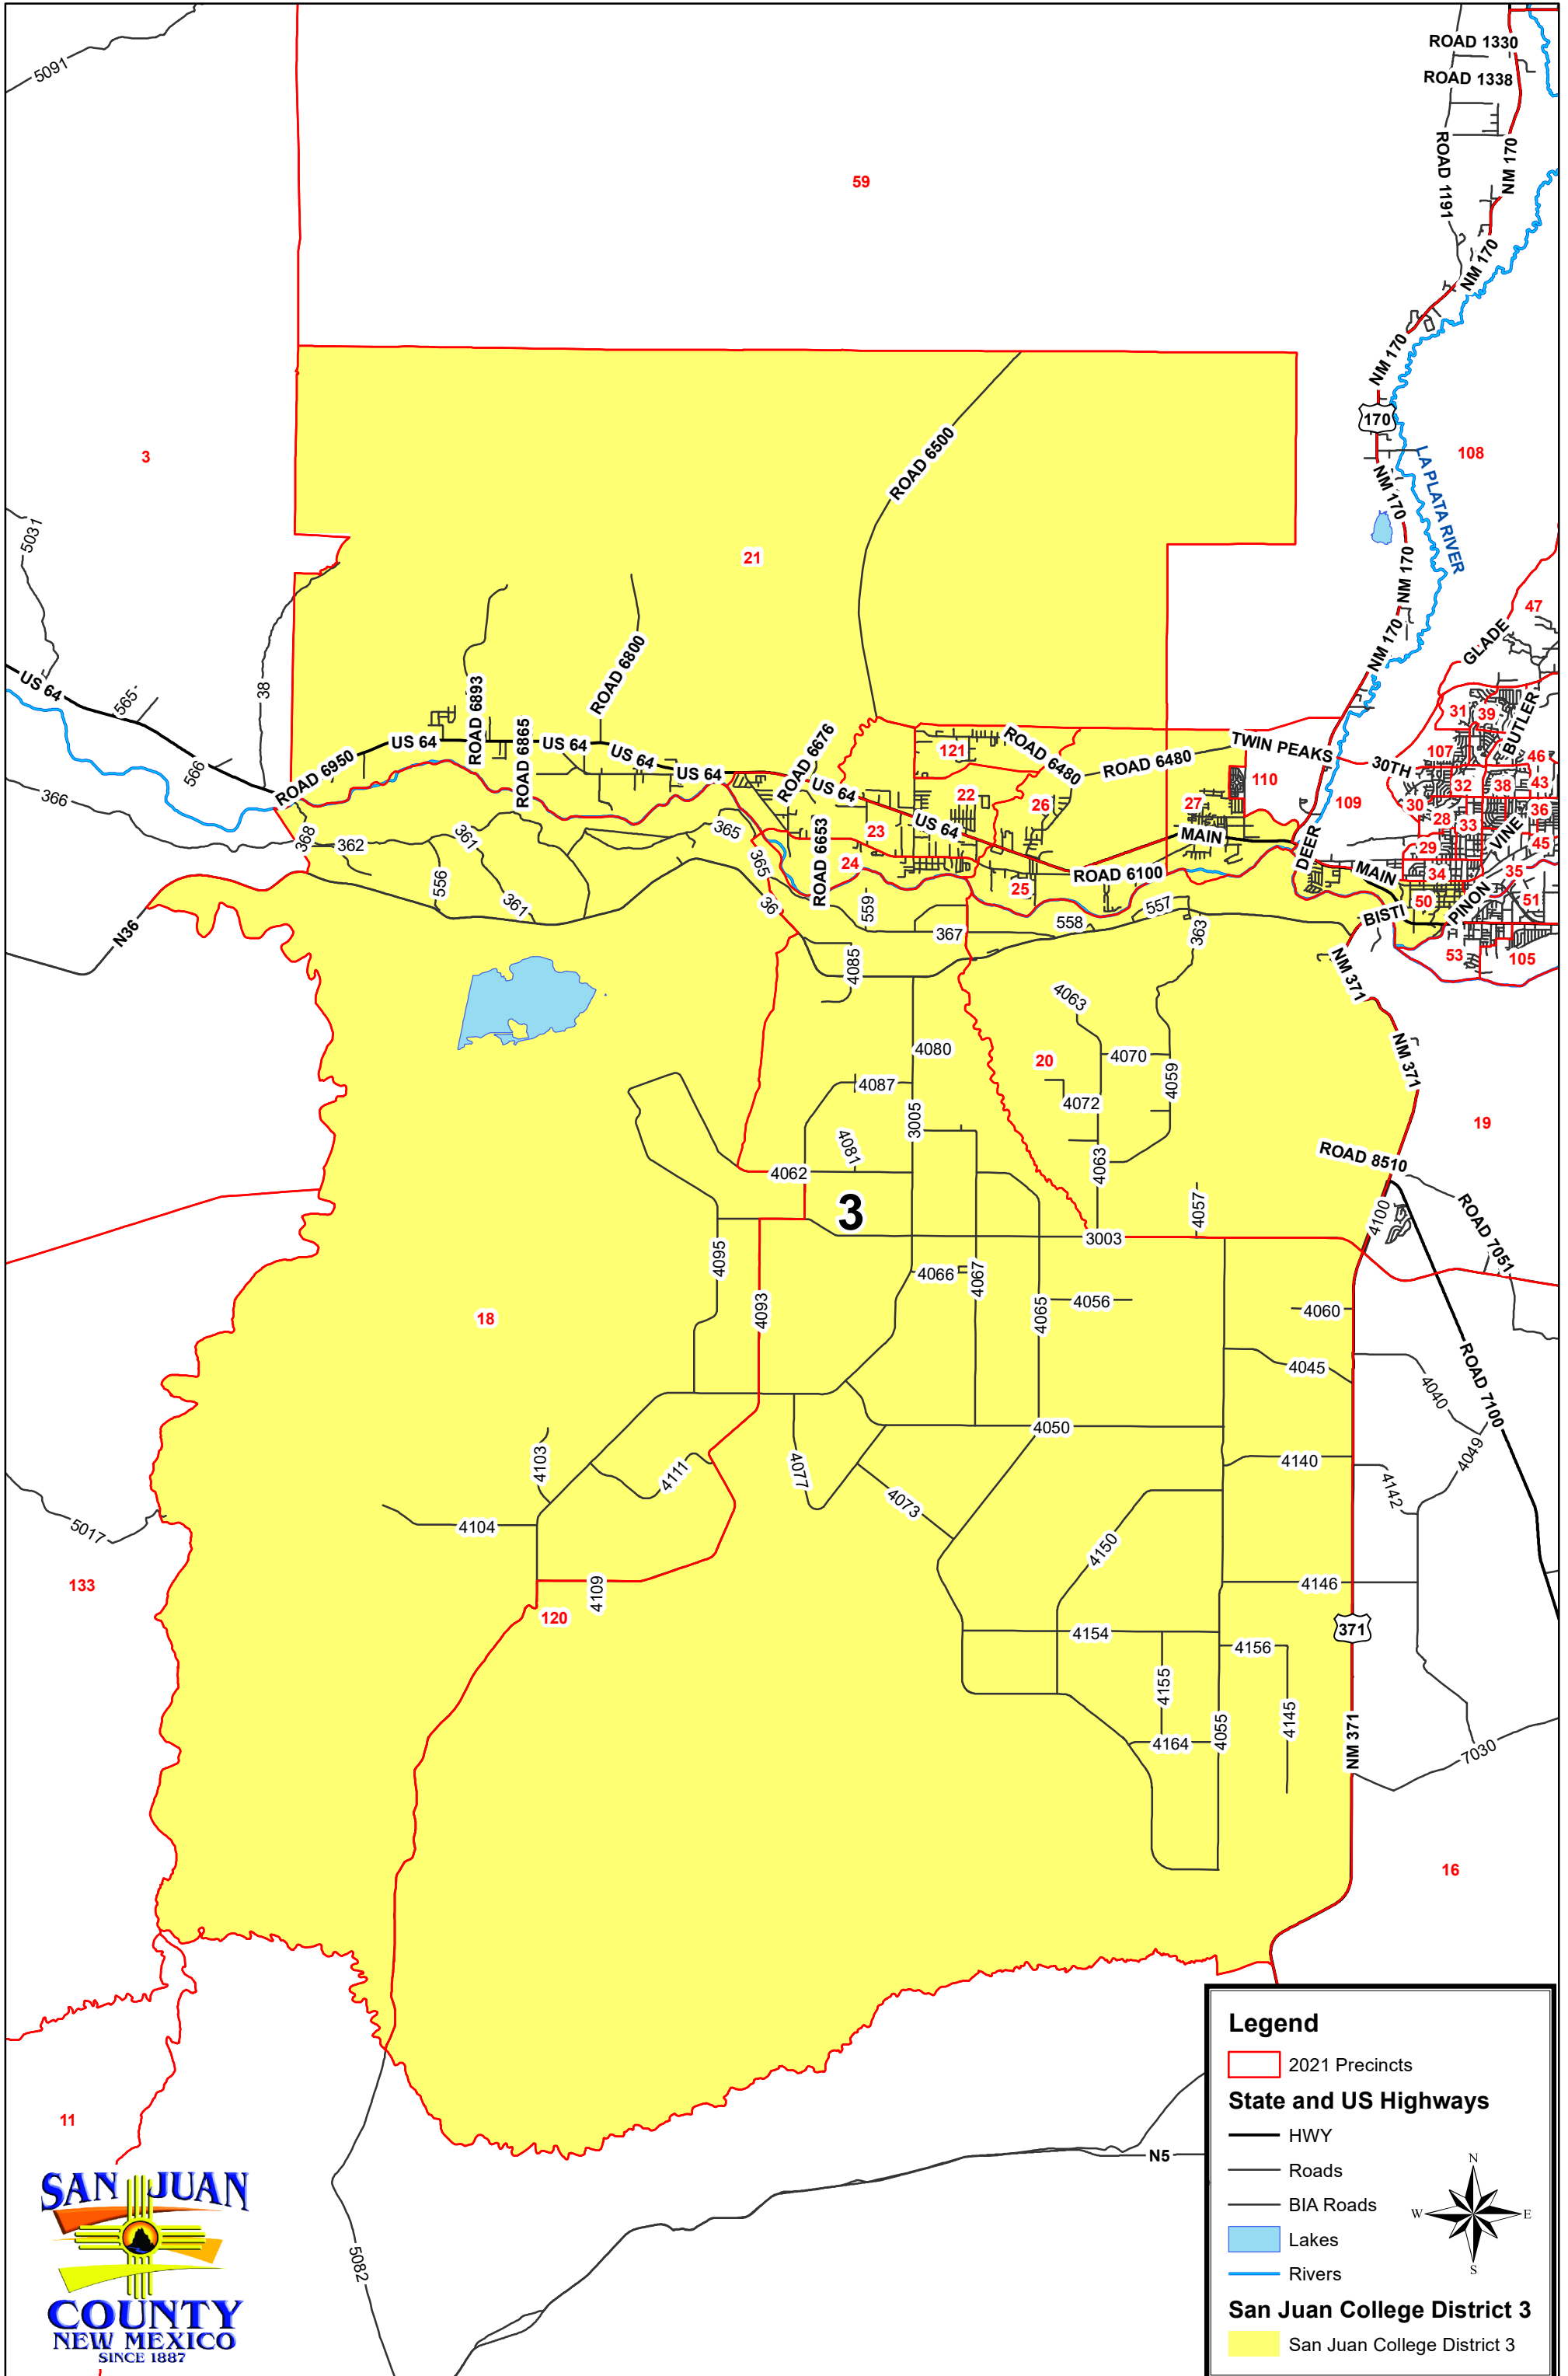 5091
ROAD 1330
ROAD 1338
ROAD 1191
NM 170
59
NM 170
NM 170
170
3
108
NM 170
LA PLATA RIVER
ROAD 6500
5031
21
NM 170
47
NM 170
GLADE
US 64
565
38
ROAD 6893
ROAD 6800
31
39
BUTLER
US 64
ROAD 6865
US 64
US 64
ROAD 6676
121
ROAD 6480
ROAD 6480
TWIN PEAKS
107
46
566
ROAD 6950
US 64
US 64
110
30TH
32
38
43
366
22
26
27
109
30
36
368
362
361
365
23
US 64
MAIN
28
33
VINE
45
ROAD 6653
DEER
29
365
24
ROAD 6100
MAIN
34
35
556
361
25
50
51
36
559
558
557
BISTI
PINON
N36
367
363
53
105
4085
NM 371
4063
4080
20
4070
NM 371
4087
4072
4059
3005
19
4081
4062
4063
ROAD 8510
3
4057
4100
ROAD 7051
4095
3003
4066
4067
18
4093
4065
4056
4060
4045
4040
ROAD 7100
4050
4103
4111
4077
4140
4049
4073
4142
5017
4104
4150
133
4109
4146
120
371
4154
4156
4155
4055
4145
NM 371
4164
7030
16
11
N5
5082
SAN JUAN
COUNTY
NEW MEXICO
SINCE 1887
Legend
2021 Precincts
State and US Highways
HWY
Roads
BIA Roads
Lakes
Rivers
N
W
E
S
San Juan College District 3
San Juan College District 3